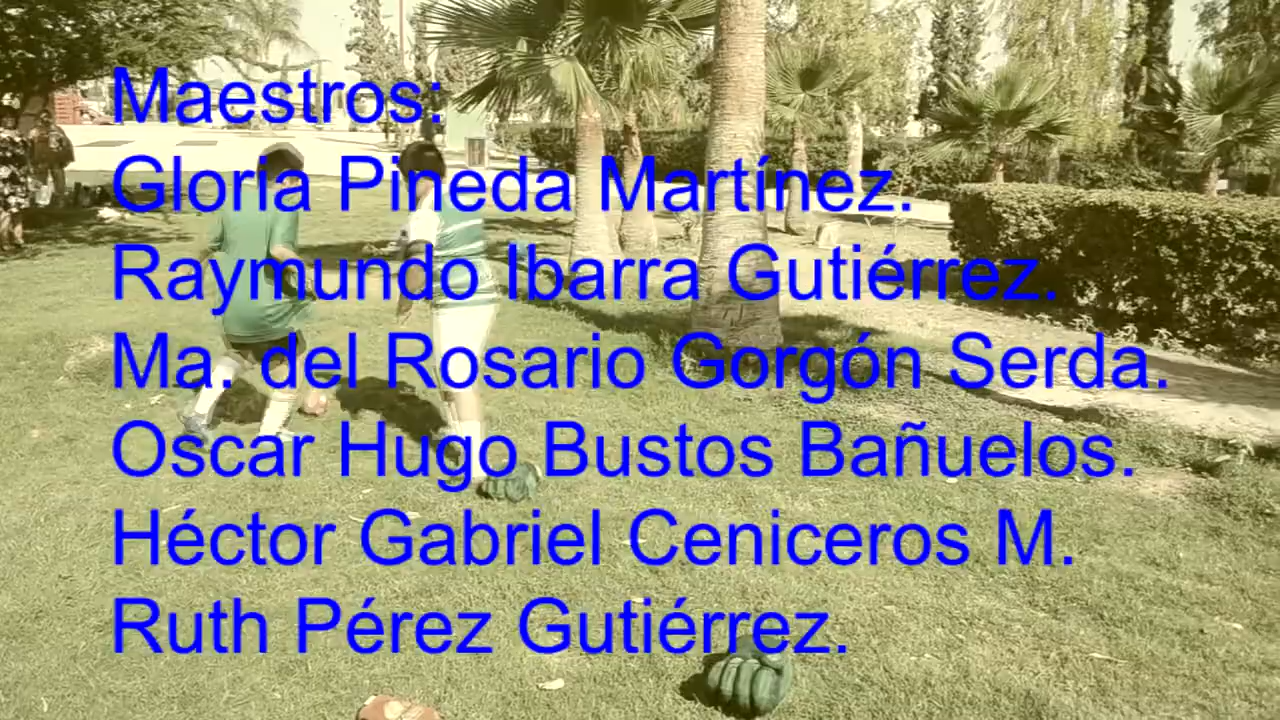 Maestros:
Gloria Pineda Martínez.
Raymundo Ibarra Gutiérrez.
Ma. del Rosario Gorgón Serda.
Oscar Hugo Bustos Bañuelos.
Héctor Gabriel Ceniceros M.
Ruth Pérez Gutiérrez.